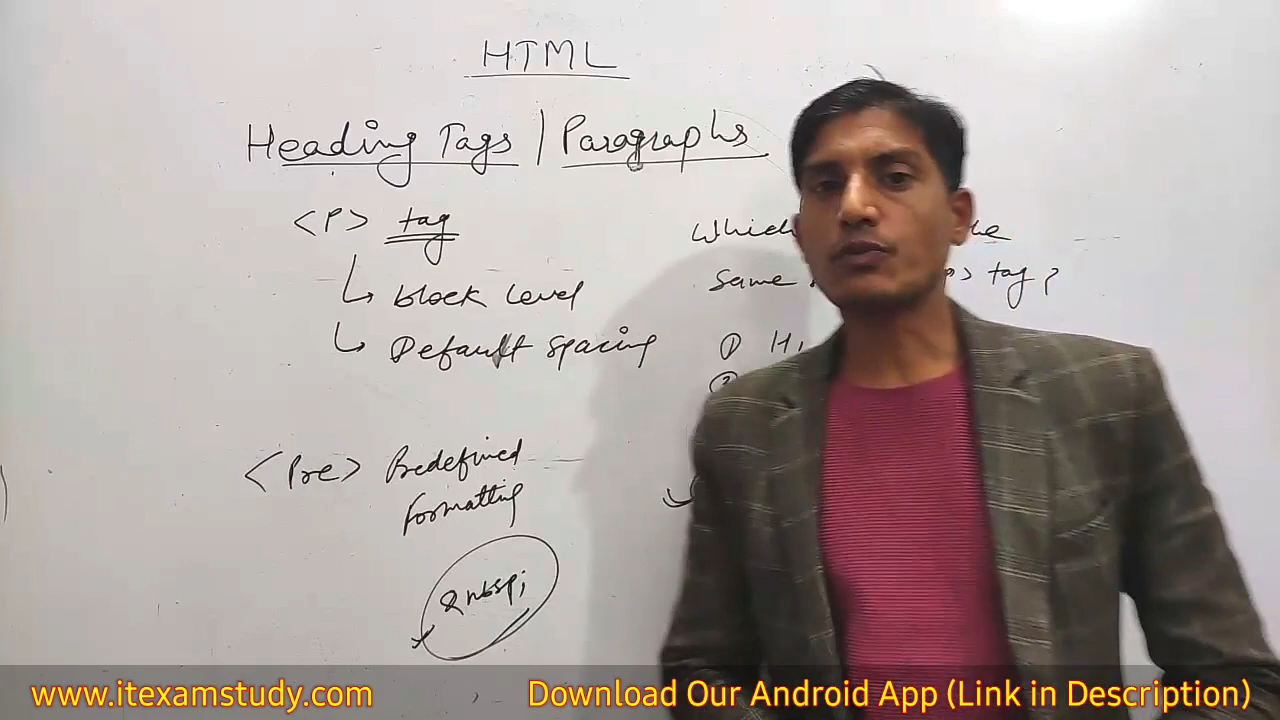 HTML
Heading Tags | Paragraphs
<P> tag
block level
Default spacing
<Pre> Predefined
formatting
&nbsp;
Which
same tag?
① H1
②
www.itexamstudy.com
Download Our Android App (Link in Description)